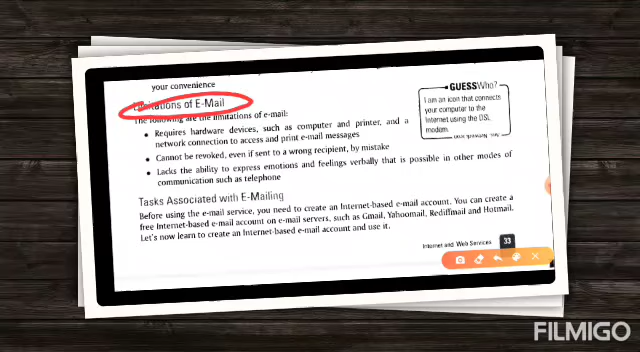 your convenience
Limitations of E-Mail
The following are the limitations of e-mail:
• Requires hardware devices, such as computer and printer, and a
network connection to access and print e-mail messages
• Cannot be revoked, even if sent to a wrong recipient, by mistake
• Lacks the ability to express emotions and feelings verbally that is possible in other modes of
communication such as telephone
GUESSWho?
I am an icon that connects
your computer to the
Internet using the DSL
modem.
Ans. Network icon
Tasks Associated with E-Mailing
Before using the e-mail service, you need to create an Internet-based e-mail account. You can create a
free Internet-based e-mail account on e-mail servers, such as Gmail, Yahoomail, Rediffmail and Hotmail.
Let's now learn to create an Internet-based e-mail account and use it.
Internet and Web Services 33
FILMIGO